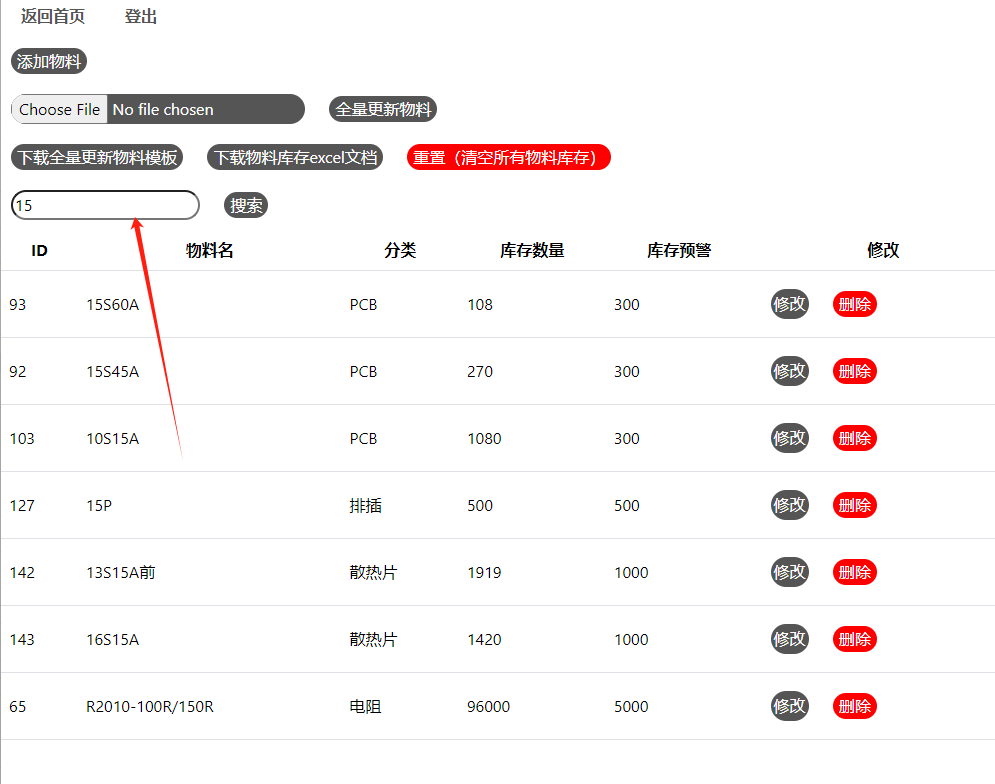 返回首页 登出
添加物料
Choose File No file chosen 全量更新物料
下载全量更新物料模板 下载物料库存excel文档 重置（清空所有物料库存）
15 搜索
ID 物料名 分类 库存数量 库存预警 修改
93 15S60A PCB 108 300 修改 删除
92 15S45A PCB 270 300 修改 删除
103 10S15A PCB 1080 300 修改 删除
127 15P 排插 500 500 修改 删除
142 13S15A前 散热片 1919 1000 修改 删除
143 16S15A 散热片 1420 1000 修改 删除
65 R2010-100R/150R 电阻 96000 5000 修改 删除